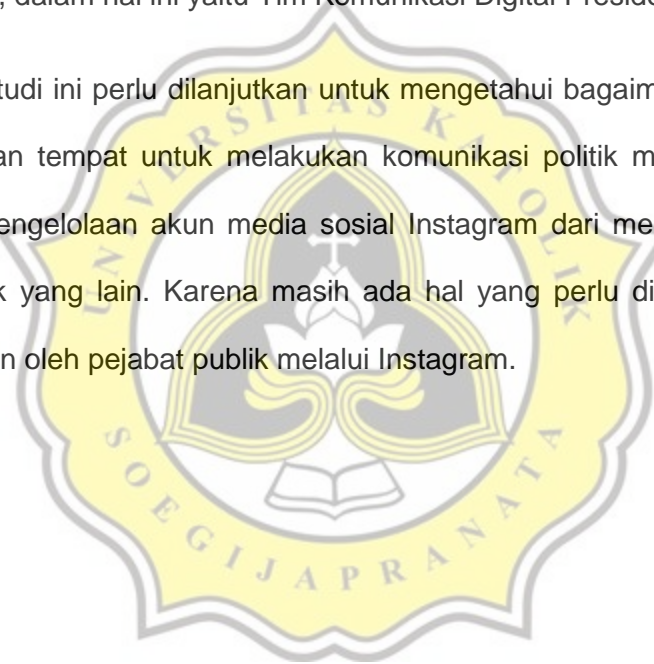 , dalam hal ini yaitu Tim Komunikasi Digital
tudi ini perlu dilanjutkan untuk mengetahui bagaim
an tempat untuk melakukan komunikasi politik m
engelolaan akun media sosial Instagram dari me
k yang lain. Karena masih ada hal yang perlu di
n oleh pejabat publik melalui Instagram.
UNIVERSITAS KATOLIK
SOEGIJAPRANATA